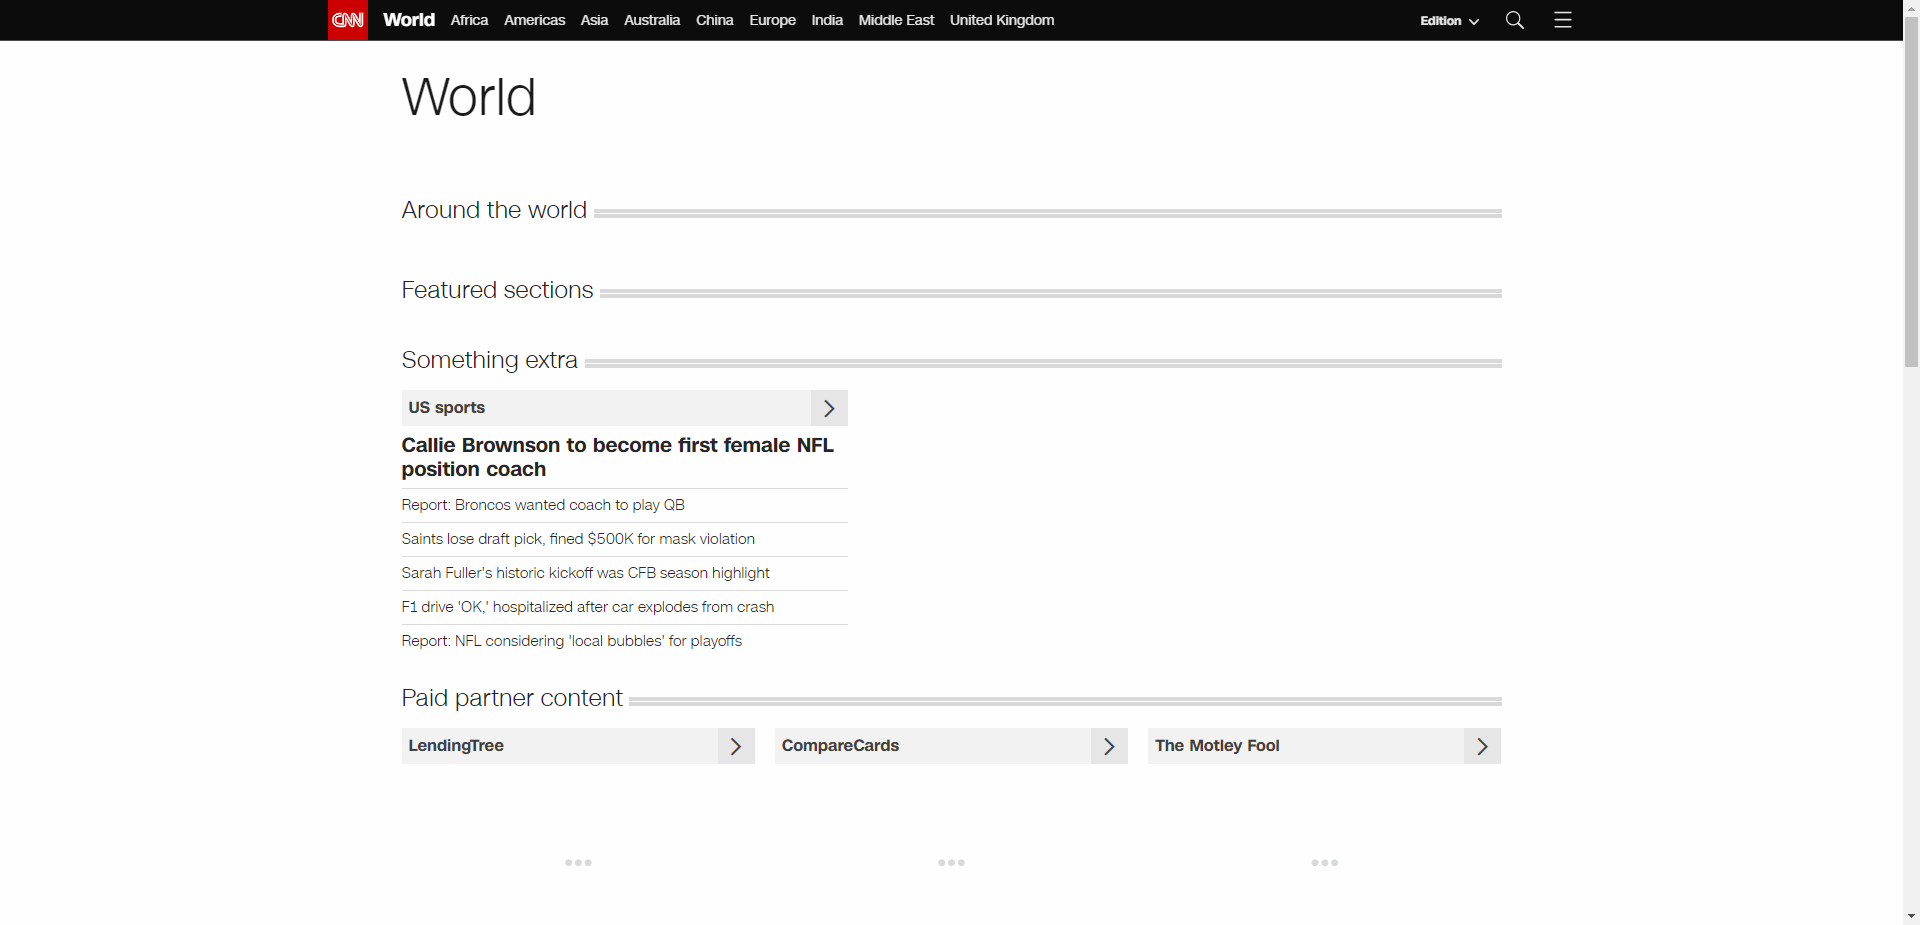 CNN World Africa Americas Asia Australia China Europe India Middle East United Kingdom Edition
World
Around the world
Featured sections
Something extra
US sports
Callie Brownson to become first female NFL
position coach
Report: Broncos wanted coach to play QB
Saints lose draft pick, fined $500K for mask violation
Sarah Fuller's historic kickoff was CFB season highlight
F1 drive 'OK,' hospitalized after car explodes from crash
Report: NFL considering 'local bubbles' for playoffs
Paid partner content
LendingTree CompareCards The Motley Fool